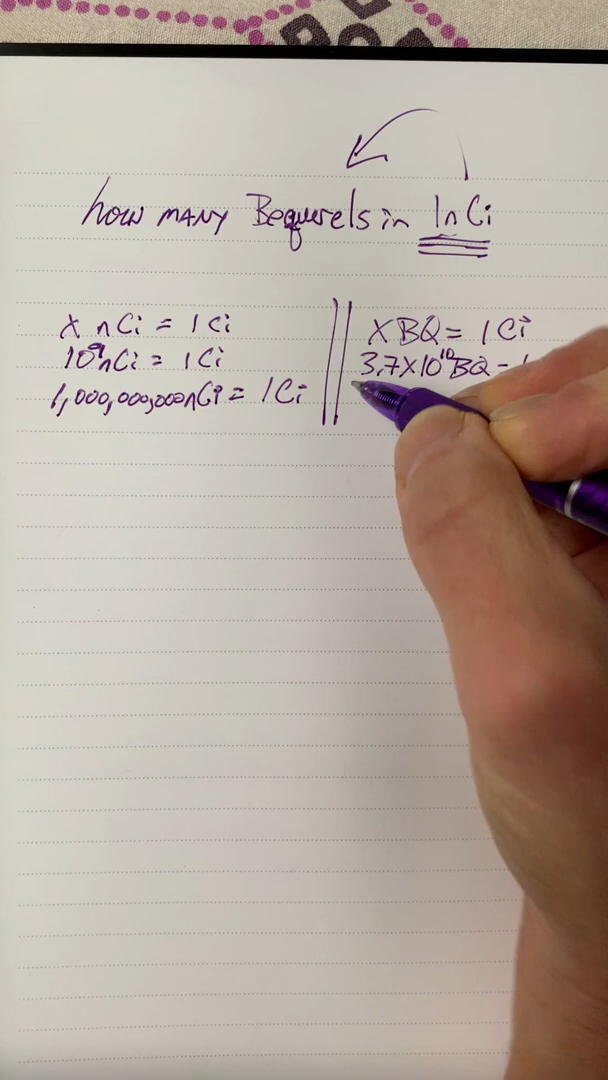 how MANY Bequerels in 1nCi
X nCi = 1Ci
10⁹nCi = 1Ci
1,000,000,000nCi = 1Ci
X BQ = 1Ci
3.7X10¹⁰BQ =